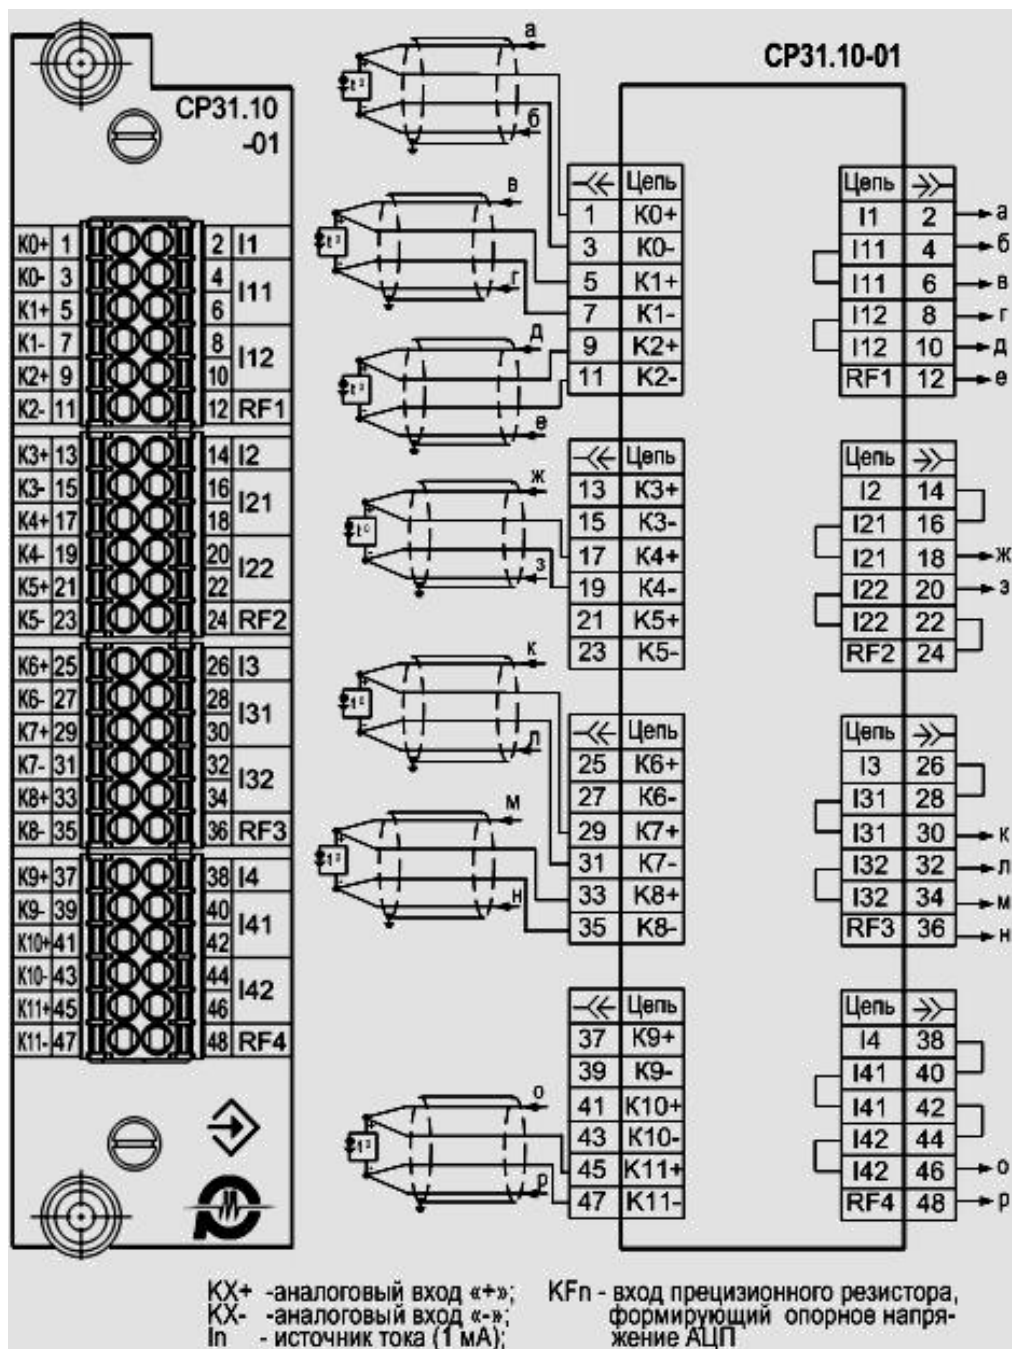 СР31.10
-01
K0+ 1 2 I1
K0- 3 4 I11
K1+ 5 6
K1- 7 8 I12
K2+ 9 10
K2- 11 12 RF1
K3+ 13 14 I2
K3- 15 16 I21
K4+ 17 18
K4- 19 20 I22
K5+ 21 22
K5- 23 24 RF2
K6+ 25 26 I3
K6- 27 28 I31
K7+ 29 30
K7- 31 32 I32
K8+ 33 34
K8- 35 36 RF3
K9+ 37 38 I4
K9- 39 40 I41
K10+ 41 42
K10- 43 44 I42
K11+ 45 46
K11- 47 48 RF4
а
б
в
г
д
е
ж
з
к
л
м
н
о
р
СР31.10-01
Цепь
1 K0+
3 K0-
5 K1+
7 K1-
9 K2+
11 K2-
Цепь
13 K3+
15 K3-
17 K4+
19 K4-
21 K5+
23 K5-
Цепь
25 K6+
27 K6-
29 K7+
31 K7-
33 K8+
35 K8-
Цепь
37 K9+
39 K9-
41 K10+
43 K10-
45 K11+
47 K11-
Цепь
I1 2 а
I11 4 б
I11 6 в
I12 8 г
I12 10 д
RF1 12 е
Цепь
I2 14
I21 16
I21 18 ж
I22 20 з
I22 22
RF2 24
Цепь
I3 26
I31 28
I31 30 к
I32 32 л
I32 34 м
RF3 36 н
Цепь
I4 38
I41 40
I41 42
I42 44
I42 46 о
RF4 48 р
KX+ -аналоговый вход «+»;
KX- -аналоговый вход «-»;
In - источник тока (1 мА);
KFn - вход прецизионного резистора,
формирующий опорное напря-
жение АЦП